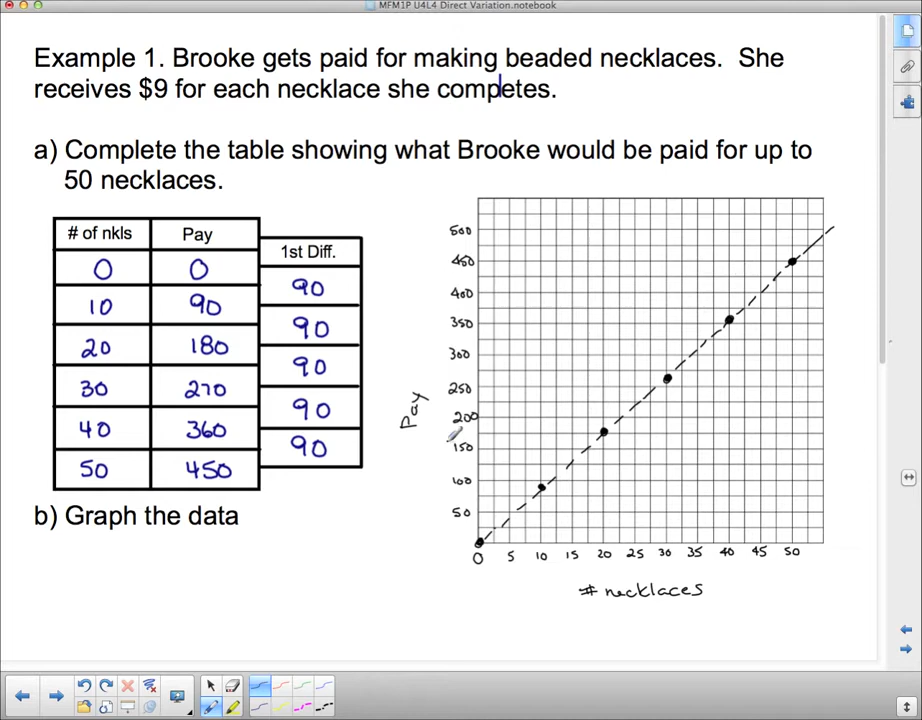 MFM1P U4L4 Direct Variation.notebook
Example 1. Brooke gets paid for making beaded necklaces. She
receives $9 for each necklace she completes.
a) Complete the table showing what Brooke would be paid for up to
50 necklaces.
# of nkls Pay
1st Diff.
0 0
90
10 90
90
20 180
90
30 270
90
40 360
90
50 450
b) Graph the data
Pay
500
450
400
350
300
250
200
150
100
50
0 5 10 15 20 25 30 35 40 45 50
# necklaces